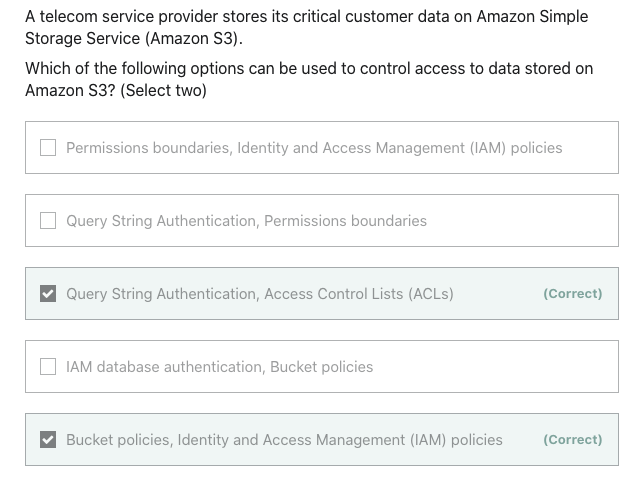 A telecom service provider stores its critical customer data on Amazon Simple
Storage Service (Amazon S3).
Which of the following options can be used to control access to data stored on
Amazon S3? (Select two)
Permissions boundaries, Identity and Access Management (IAM) policies
Query String Authentication, Permissions boundaries
Query String Authentication, Access Control Lists (ACLs) (Correct)
IAM database authentication, Bucket policies
Bucket policies, Identity and Access Management (IAM) policies (Correct)